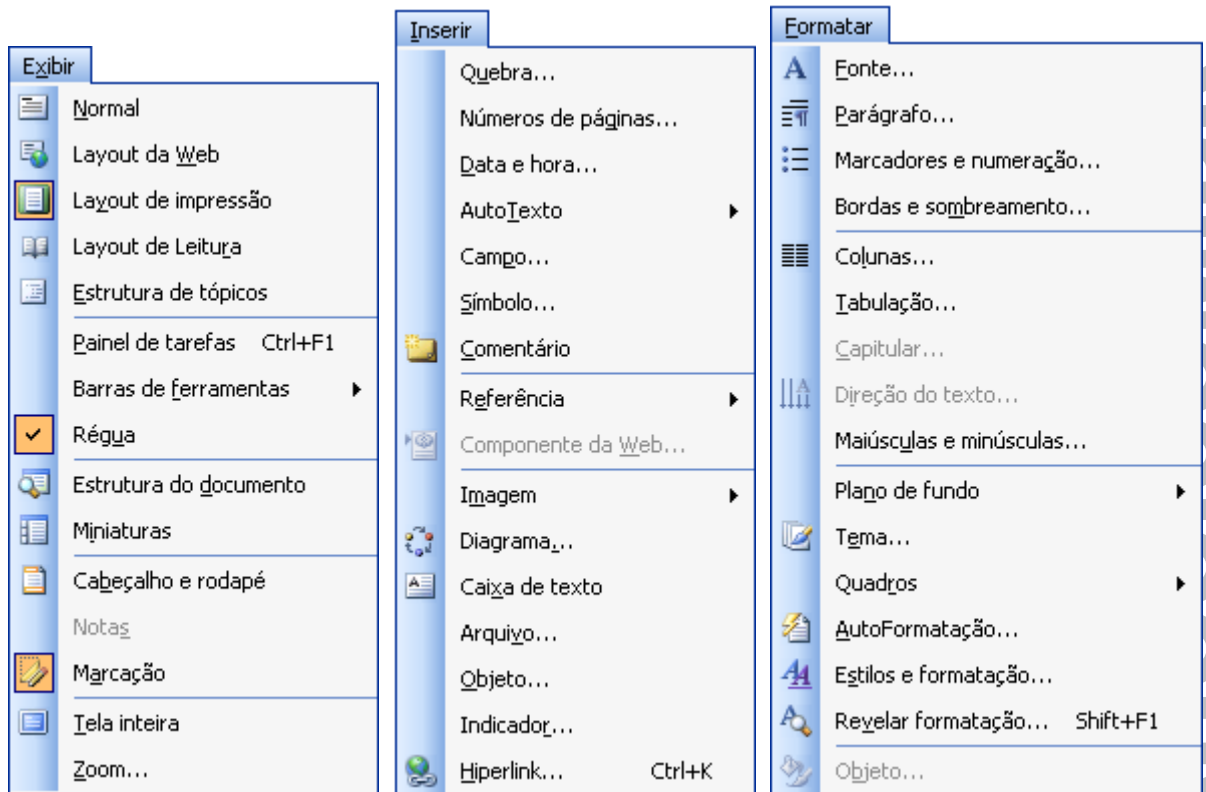 Exibir
Normal
Layout da Web
Layout de impressão
Layout de Leitura
Estrutura de tópicos
Painel de tarefas Ctrl+F1
Barras de ferramentas
Régua
Estrutura do documento
Miniaturas
Cabeçalho e rodapé
Notas
Marcação
Tela inteira
Zoom...
Inserir
Quebra...
Números de páginas...
Data e hora...
AutoTexto
Campo...
Símbolo...
Comentário
Referência
Componente da Web...
Imagem
Diagrama...
Caixa de texto
Arquivo...
Objeto...
Indicador...
Hiperlink... Ctrl+K
Formatar
Fonte...
Parágrafo...
Marcadores e numeração...
Bordas e sombreamento...
Colunas...
Tabulação...
Capitular...
Direção do texto...
Maiúsculas e minúsculas...
Plano de fundo
Tema...
Quadros
AutoFormatação...
Estilos e formatação...
Revelar formatação... Shift+F1
Objeto...